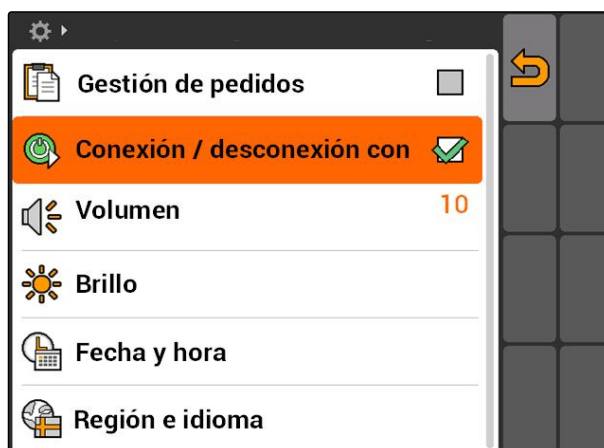 Gestión de pedidos
Conexión / desconexión con
Volumen 10
Brillo
Fecha y hora
Región e idioma